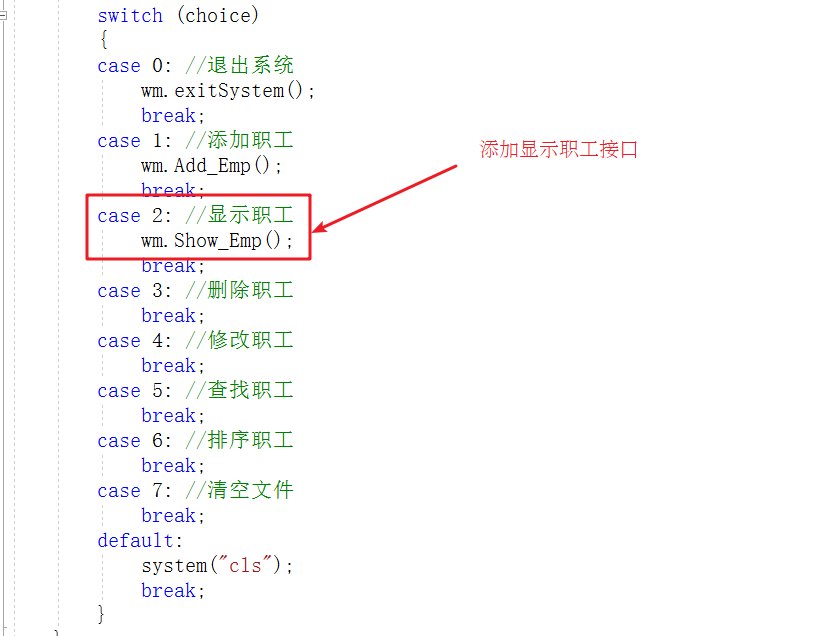 switch (choice)
{
case 0: //退出系统
wm.exitSystem();
break;
case 1: //添加职工
wm.Add_Emp();
break;
case 2: //显示职工
wm.Show_Emp();
break;
case 3: //删除职工
break;
case 4: //修改职工
break;
case 5: //查找职工
break;
case 6: //排序职工
break;
case 7: //清空文件
break;
default:
system("cls");
break;
}
添加显示职工接口